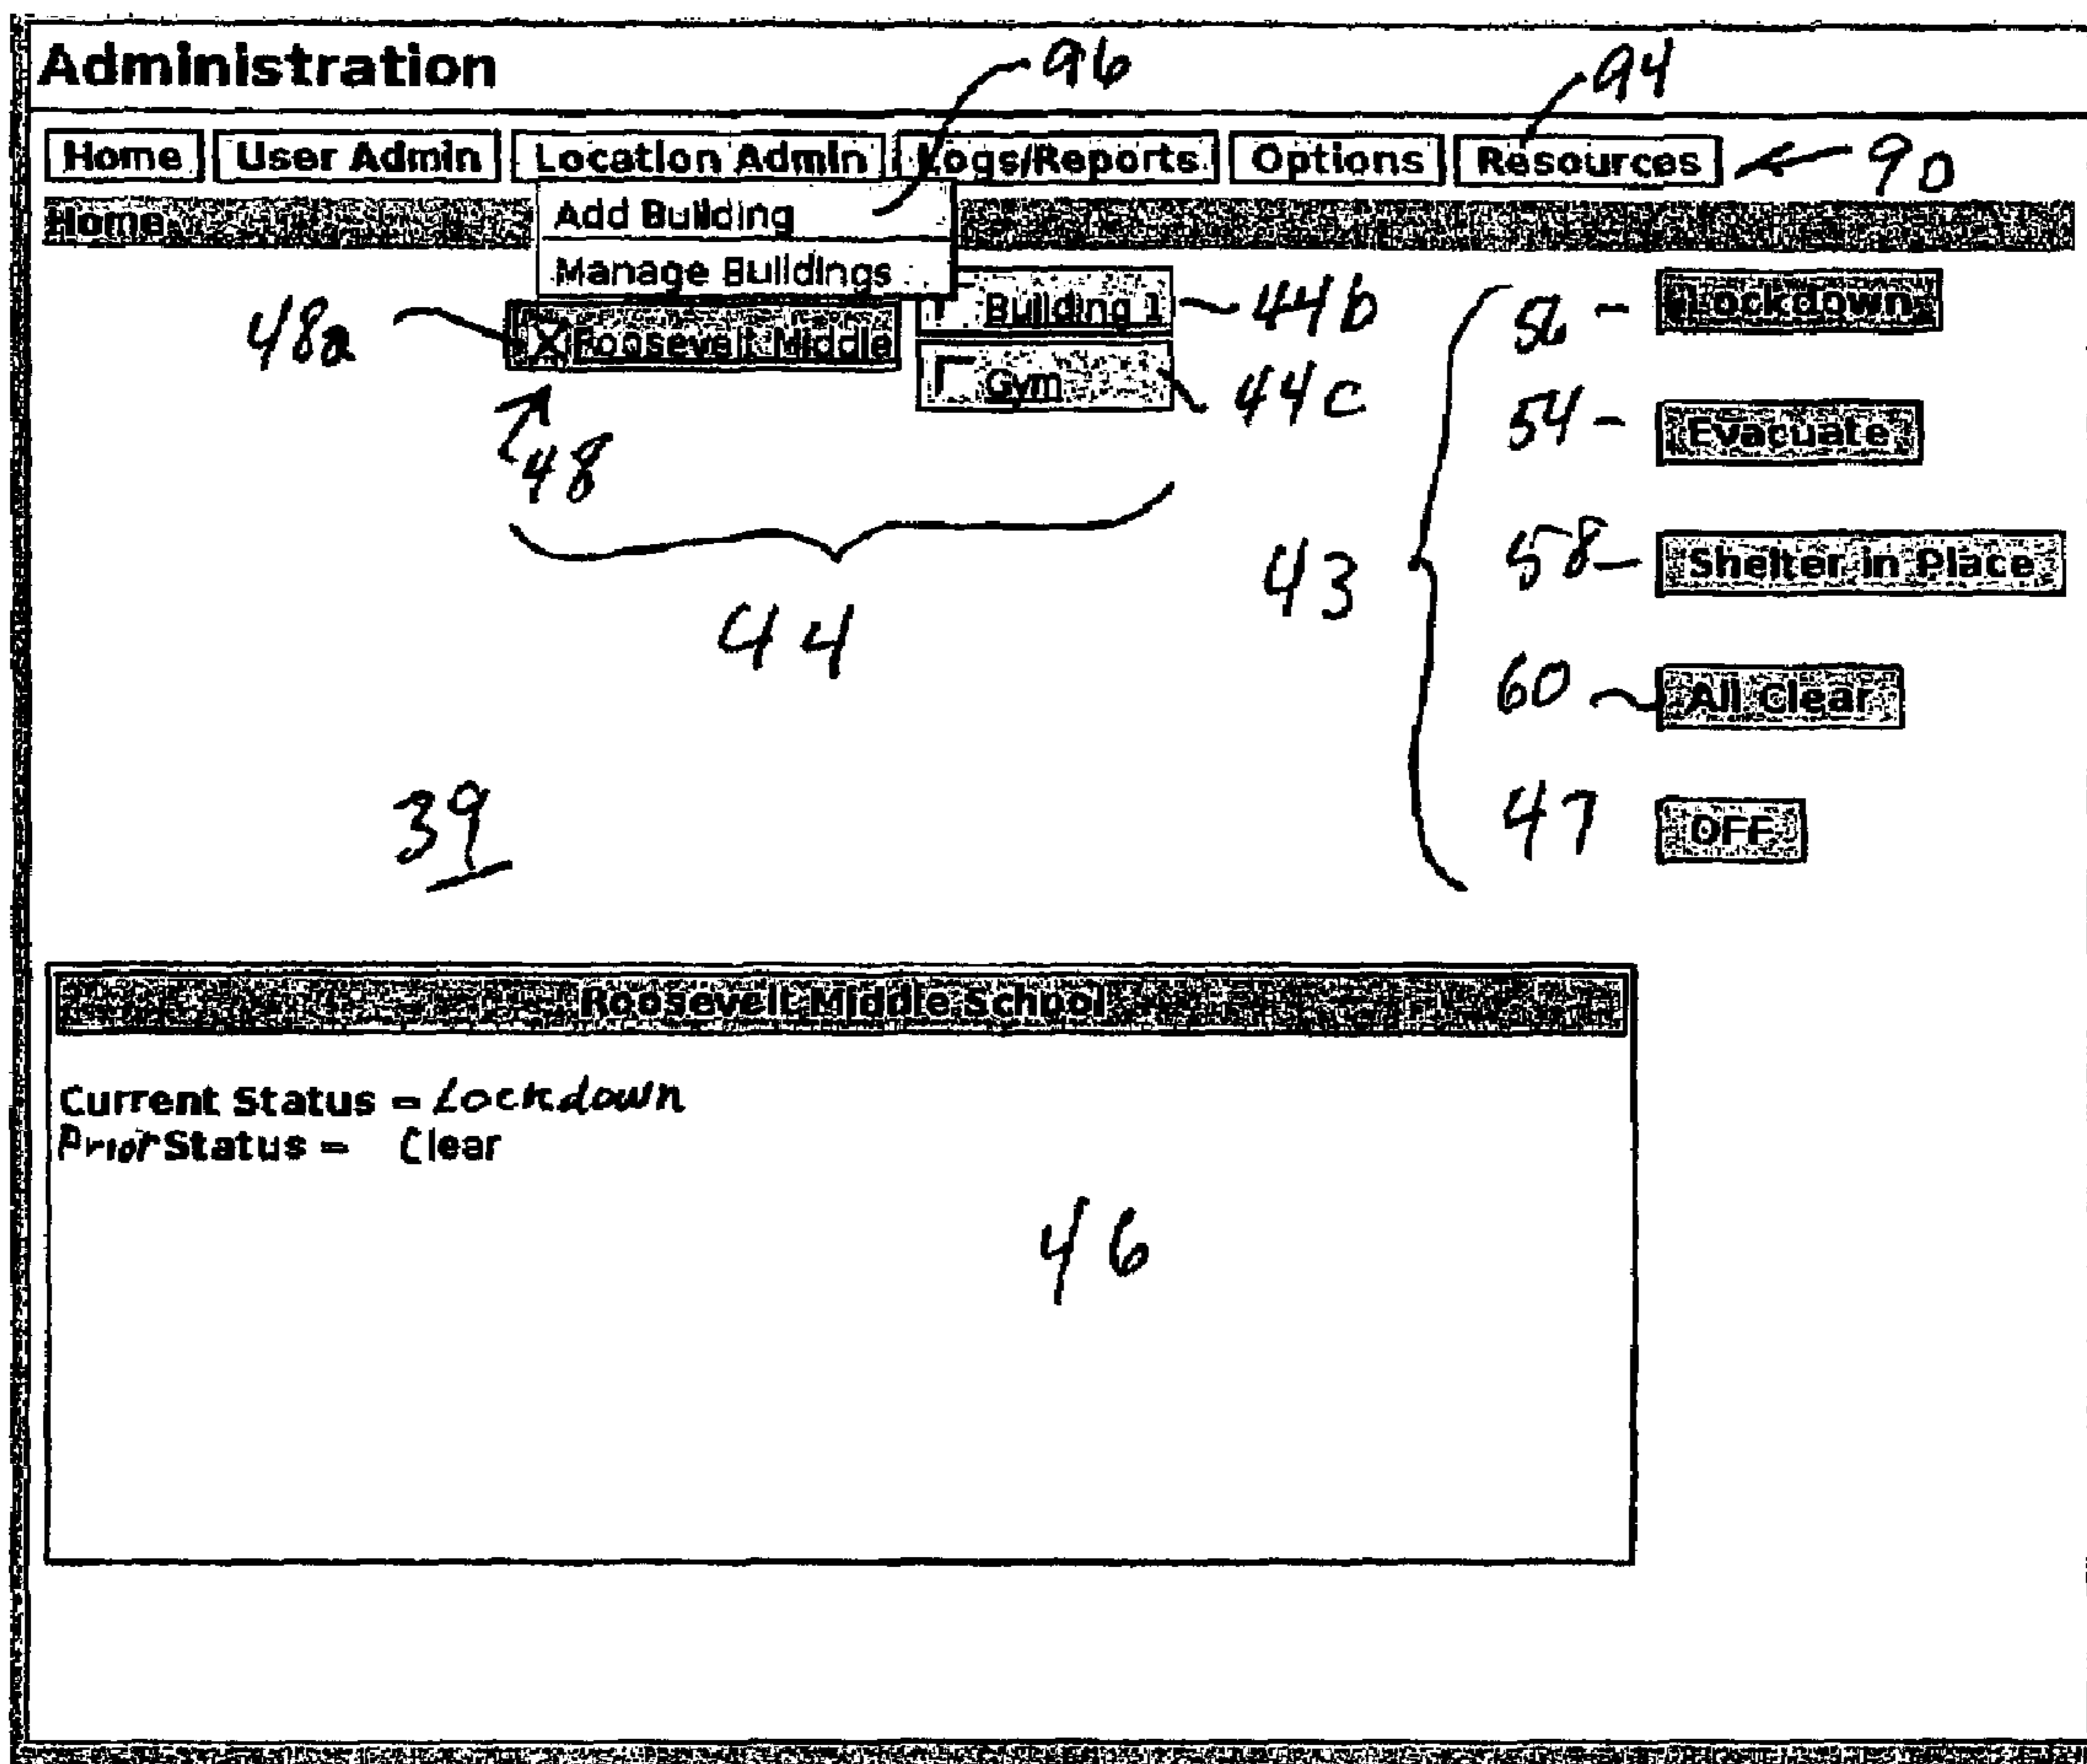 Administration 96 94
Home User Admin Location Admin Logs/Reports Options Resources 90
Home Add Building
Manage Buildings
48a Roosevelt Middle Building 1 44b 56 Lockdown
Gym 44c 54 Evacuate
48
44 43 58 Shelter in Place
60 All Clear
39 47 OFF
Roosevelt Middle School
Current Status = Lockdown
Prior Status = Clear
46